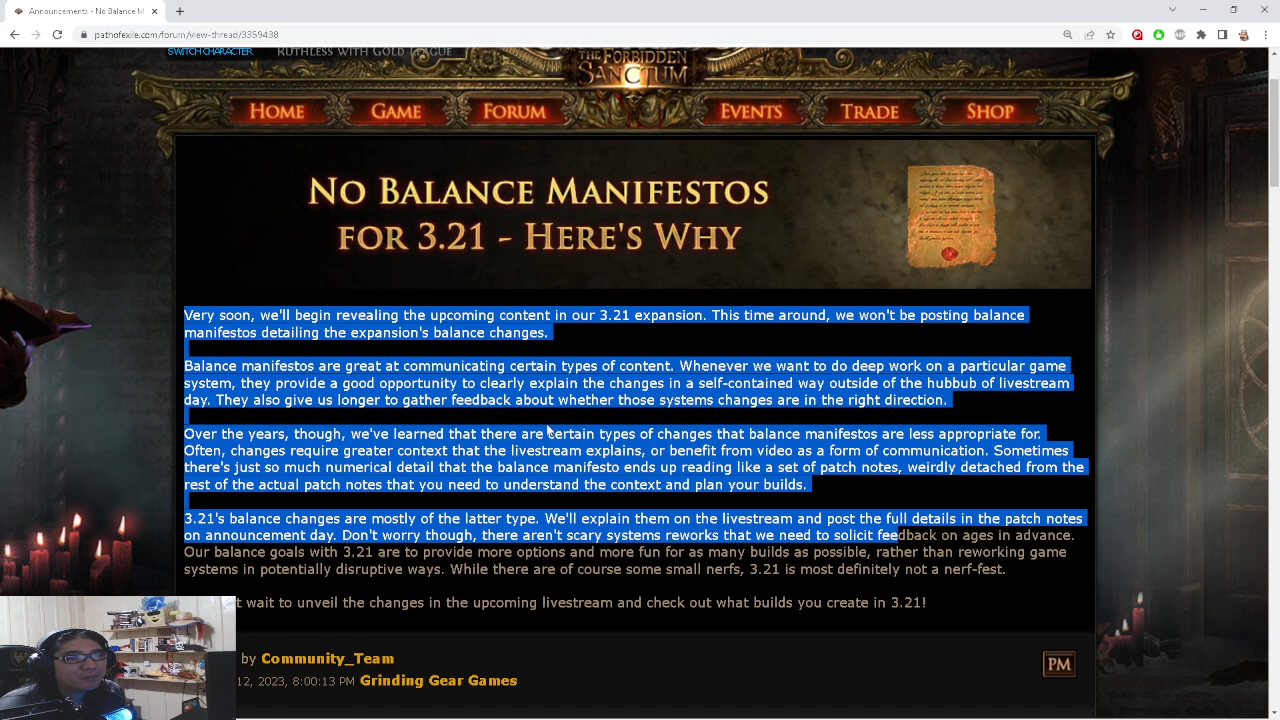 Announcements - No Balance M
pathofexile.com/forum/view-thread/3359438
SWITCH CHARACTER
RUTHLESS WITH GOLD LEAGUE
THE FORBIDDEN
SANCTUM
HOME
GAME
FORUM
EVENTS
TRADE
SHOP
NO BALANCE MANIFESTOS
FOR 3.21 - HERE'S WHY
Very soon, we'll begin revealing the upcoming content in our 3.21 expansion. This time around, we won't be posting balance
manifestos detailing the expansion's balance changes.
Balance manifestos are great at communicating certain types of content. Whenever we want to do deep work on a particular game
system, they provide a good opportunity to clearly explain the changes in a self-contained way outside of the hubbub of livestream
day. They also give us longer to gather feedback about whether those systems changes are in the right direction.
Over the years, though, we've learned that there are certain types of changes that balance manifestos are less appropriate for.
Often, changes require greater context that the livestream explains, or benefit from video as a form of communication. Sometimes
there's just so much numerical detail that the balance manifesto ends up reading like a set of patch notes, weirdly detached from the
rest of the actual patch notes that you need to understand the context and plan your builds.
3.21's balance changes are mostly of the latter type. We'll explain them on the livestream and post the full details in the patch notes
on announcement day. Don't worry though, there aren't scary systems reworks that we need to solicit feedback on ages in advance.
Our balance goals with 3.21 are to provide more options and more fun for as many builds as possible, rather than reworking game
systems in potentially disruptive ways. While there are of course some small nerfs, 3.21 is most definitely not a nerf-fest.
t wait to unveil the changes in the upcoming livestream and check out what builds you create in 3.21!
by Community_Team
12, 2023, 8:00:13 PM Grinding Gear Games
PM